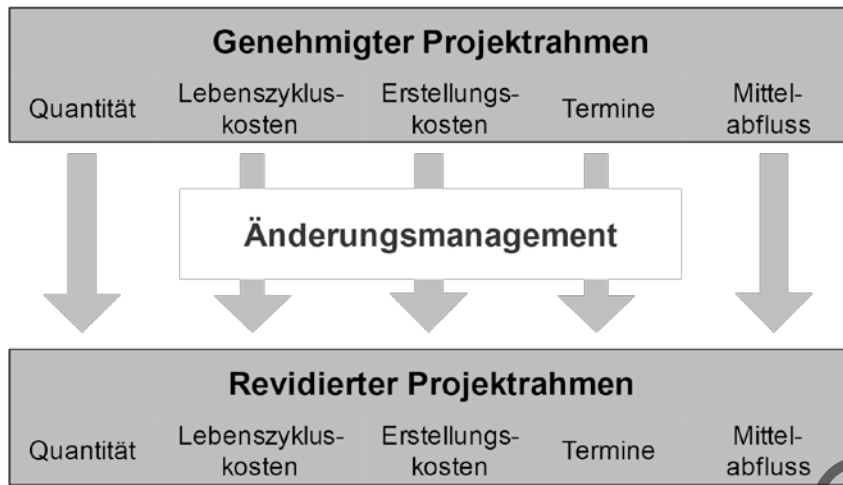 Genehmigter Projektrahmen
Quantität
Lebenszyklus-
kosten
Erstellungs-
kosten
Termine
Mittel-
abfluss
Änderungsmanagement
Revidierter Projektrahmen
Quantität
Lebenszyklus-
kosten
Erstellungs-
kosten
Termine
Mittel-
abfluss